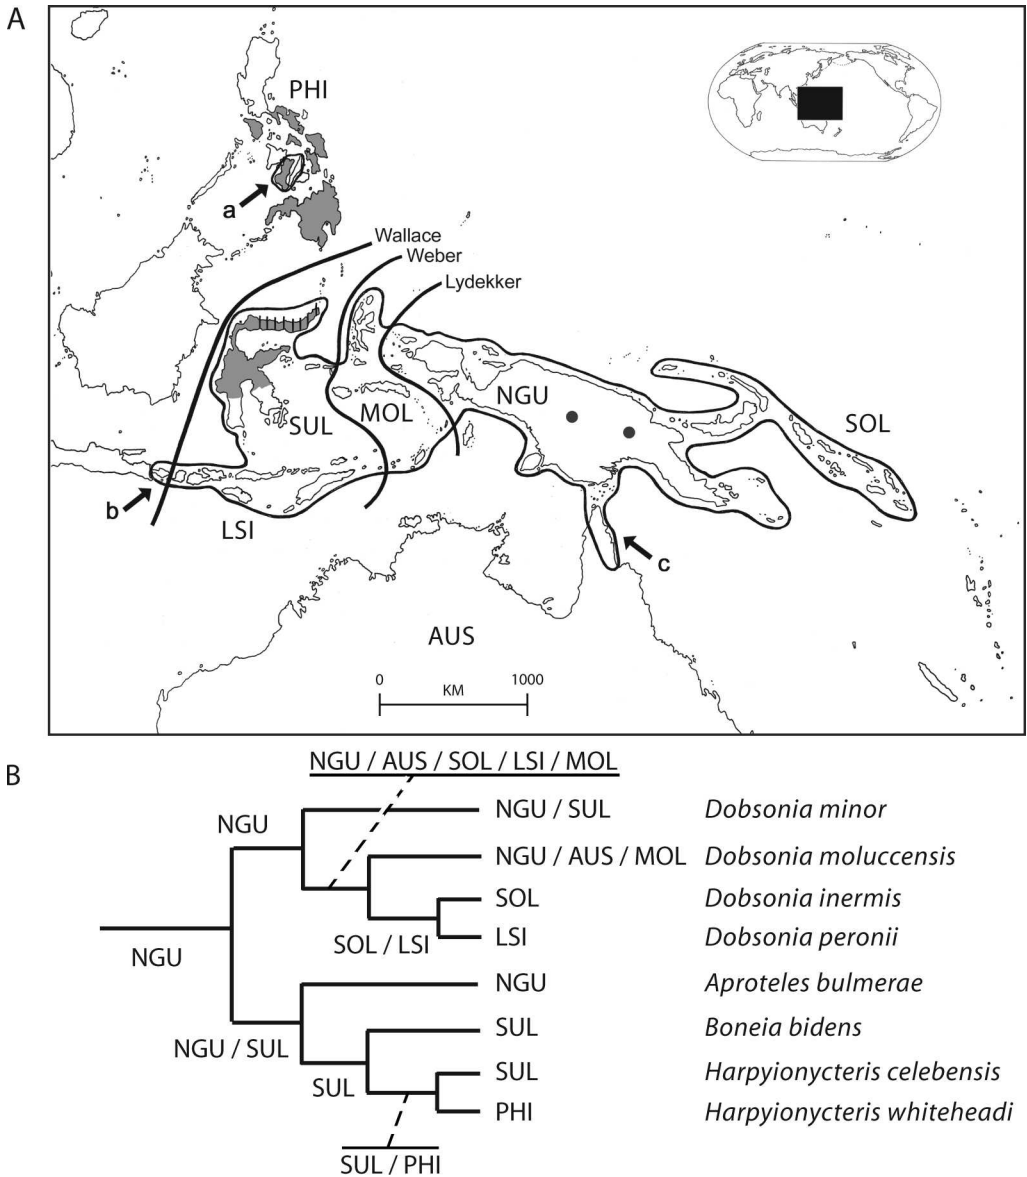 A
PHI
a
Wallace
Weber
Lydekker
NGU
SOL
MOL
SUL
b
LSI
c
AUS
0 1000
KM
B
NGU / AUS / SOL / LSI / MOL
NGU
NGU / SUL Dobsonia minor
NGU / AUS / MOL Dobsonia moluccensis
SOL Dobsonia inermis
SOL / LSI
LSI Dobsonia peronii
NGU
NGU Aproteles bulmerae
SUL Boneia bidens
NGU / SUL
SUL Harpyionycteris celebensis
SUL
PHI Harpyionycteris whiteheadi
SUL / PHI